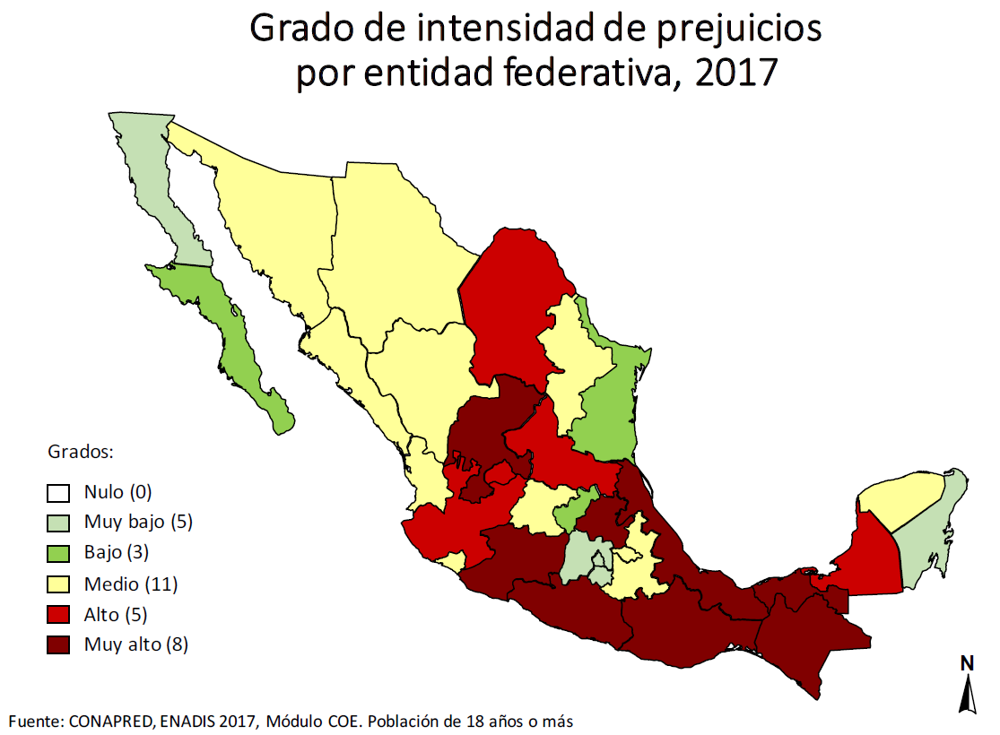 Grado de intensidad de prejuicios
por entidad federativa, 2017
Grados:
Nulo (0)
Muy bajo (5)
Bajo (3)
Medio (11)
Alto (5)
Muy alto (8)
N
Fuente: CONAPRED, ENADIS 2017, Módulo COE. Población de 18 años o más